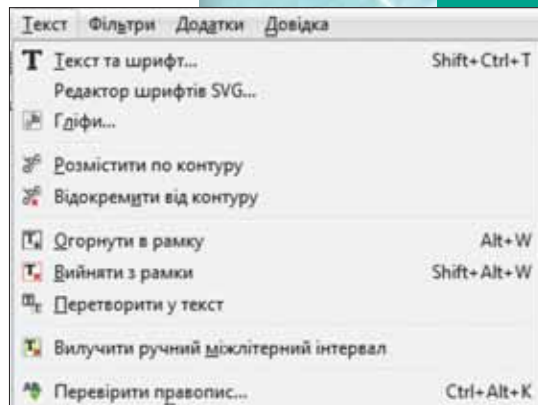 Текст Фільтри Додатки Довідка
Текст та шрифт... Shift+Ctrl+T
Редактор шрифтів SVG...
Гліфи...
Розмістити по контуру
Відокремити від контуру
Огорнути в рамку Alt+W
Вийняти з рамки Shift+Alt+W
Перетворити у текст
Вилучити ручний міжлітерний інтервал
Перевірити правопис... Ctrl+Alt+K